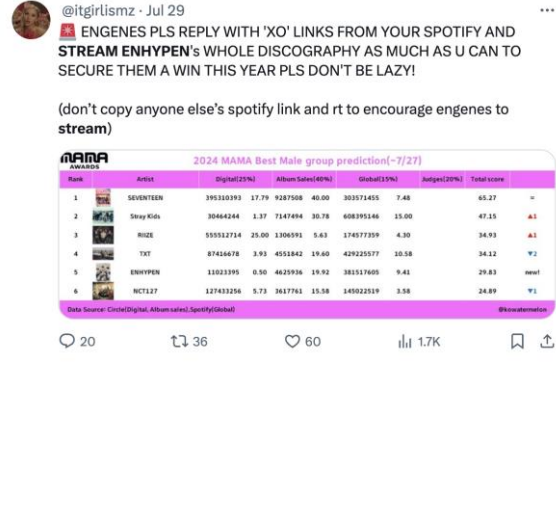 @itgirlismz · Jul 29
🚨 ENGENES PLS REPLY WITH 'XO' LINKS FROM YOUR SPOTIFY AND
STREAM ENHYPEN's WHOLE DISCOGRAPHY AS MUCH AS U CAN TO
SECURE THEM A WIN THIS YEAR PLS DON'T BE LAZY!
(don't copy anyone else's spotify link and rt to encourage engenes to
stream)
MAMA
AWARDS
2024 MAMA Best Male group prediction(~7/27)
Rank Artist Digital(25%) Album Sales(40%) Global(15%) Judges(20%) Total score
1 SEVENTEEN 395310393 17.79 9287508 40.00 303571455 7.48 65.27 =
2 Stray Kids 30464244 1.37 7147494 30.78 608395146 15.00 47.15 ▲1
3 RIIZE 555512714 25.00 1306591 5.63 174577359 4.30 34.93 ▲1
4 TXT 87416678 3.93 4551842 19.60 429225577 10.58 34.12 ▼2
5 ENHYPEN 11023395 0.50 4625936 19.92 381517605 9.41 29.83 new!
6 NCT127 127433256 5.73 3617761 15.58 145022519 3.58 24.89 ▼1
Data Source: Circle(Digital, Album sales),Spotify(Global) @kowatermelon
20 36 60 1.7K